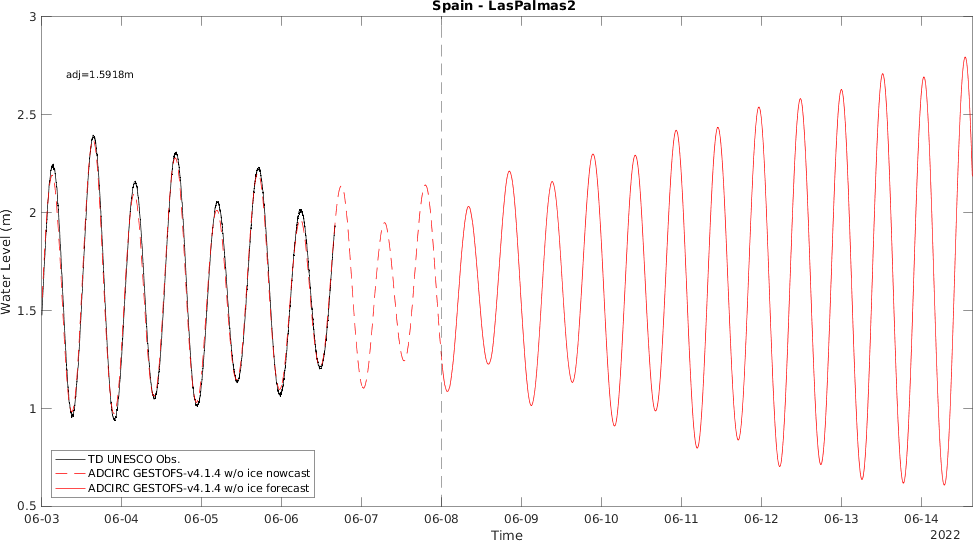 Spain - LasPalmas2
adj=1.5918m
Water Level (m)
3
2.5
2
1.5
1
0.5
TD UNESCO Obs.
ADCIRC GESTOFS-v4.1.4 w/o ice nowcast
ADCIRC GESTOFS-v4.1.4 w/o ice forecast
06-03 06-04 06-05 06-06 06-07 06-08 06-09 06-10 06-11 06-12 06-13 06-14
Time
2022